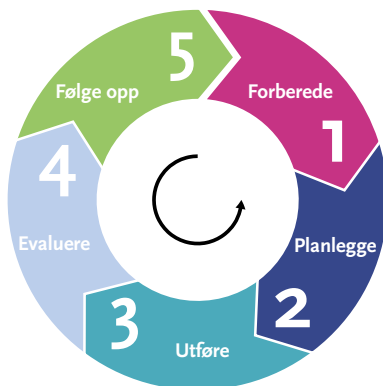 Forberede
1
Planlegge
2
Utføre
3
Evaluere
4
Følge opp
5